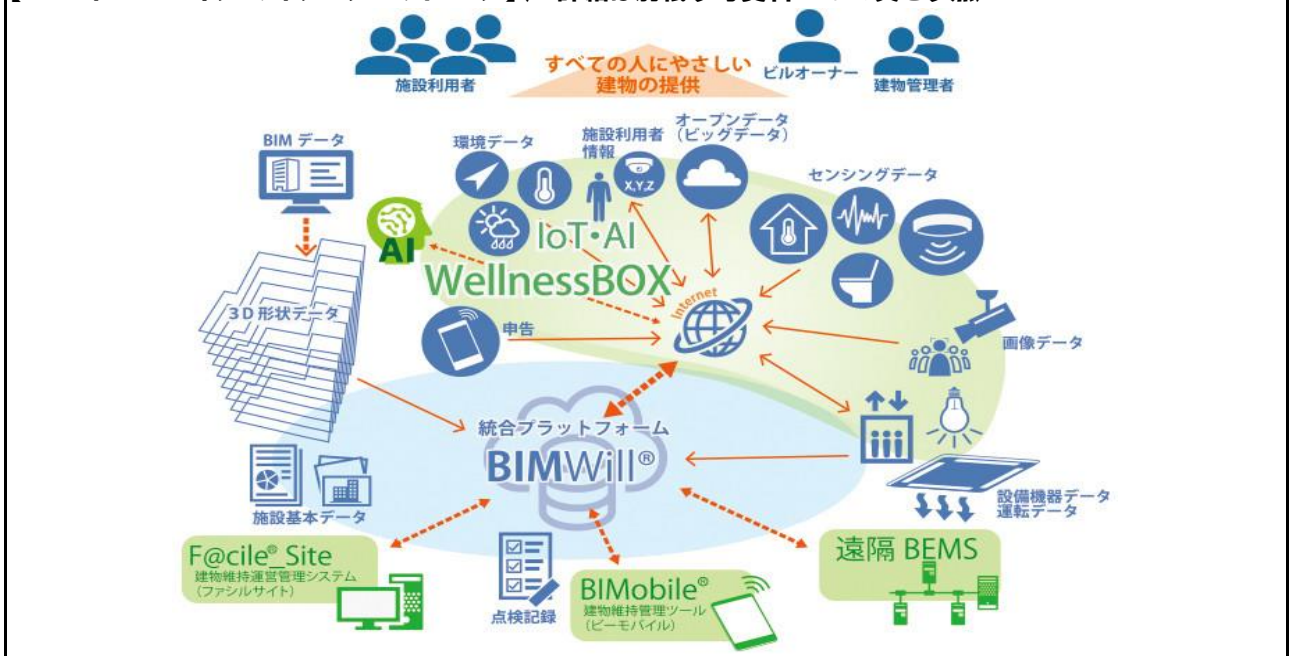 施設利用者
すべての人にやさしい
建物の提供
ビルオーナー
建物管理者
BIM データ
環境データ
施設利用者
情報
オープンデータ
(ビッグデータ)
センシングデータ
X,Y,Z
AI
IoT・AI
WellnessBOX
Internet
3D 形状データ
申告
画像データ
統合プラットフォーム
BIMWill®
施設基本データ
設備機器データ
運転データ
F@cile®_Site
建物維持運営管理システム
(ファシルサイト)
点検記録
BIMobile®
建物維持管理ツール
(ビーモバイル)
遠隔 BEMS